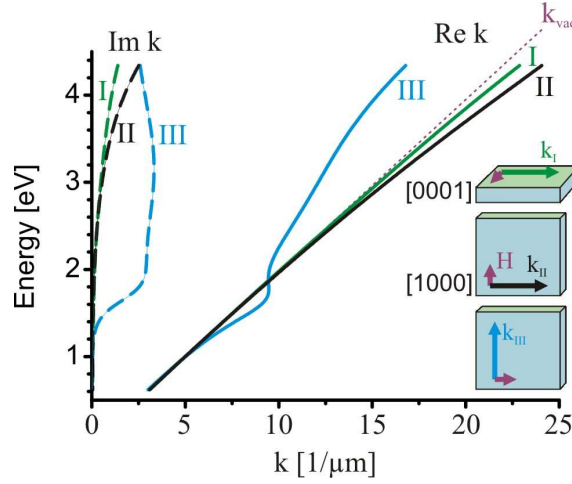 Im k
Re k
k_vac
I
II
III
I
II
III
Energy [eV]
4
3
2
1
0
5
10
15
20
25
k [1/µm]
k_I
[0001]
H
k_II
[1000]
k_III